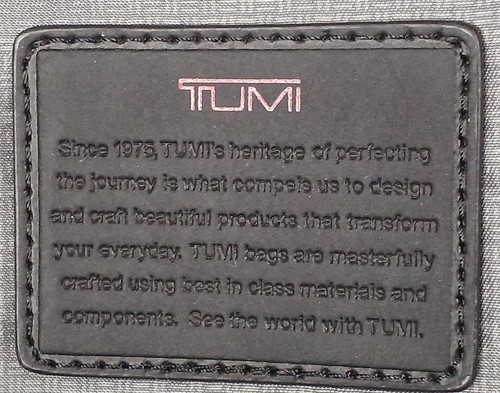 TUMI
Since 1975, TUMI's heritage of perfecting
the journey is what compels us to design
and craft beautiful products that transform
your everyday. TUMI bags are masterfully
crafted using best in class materials and
components. See the world with TUMI.